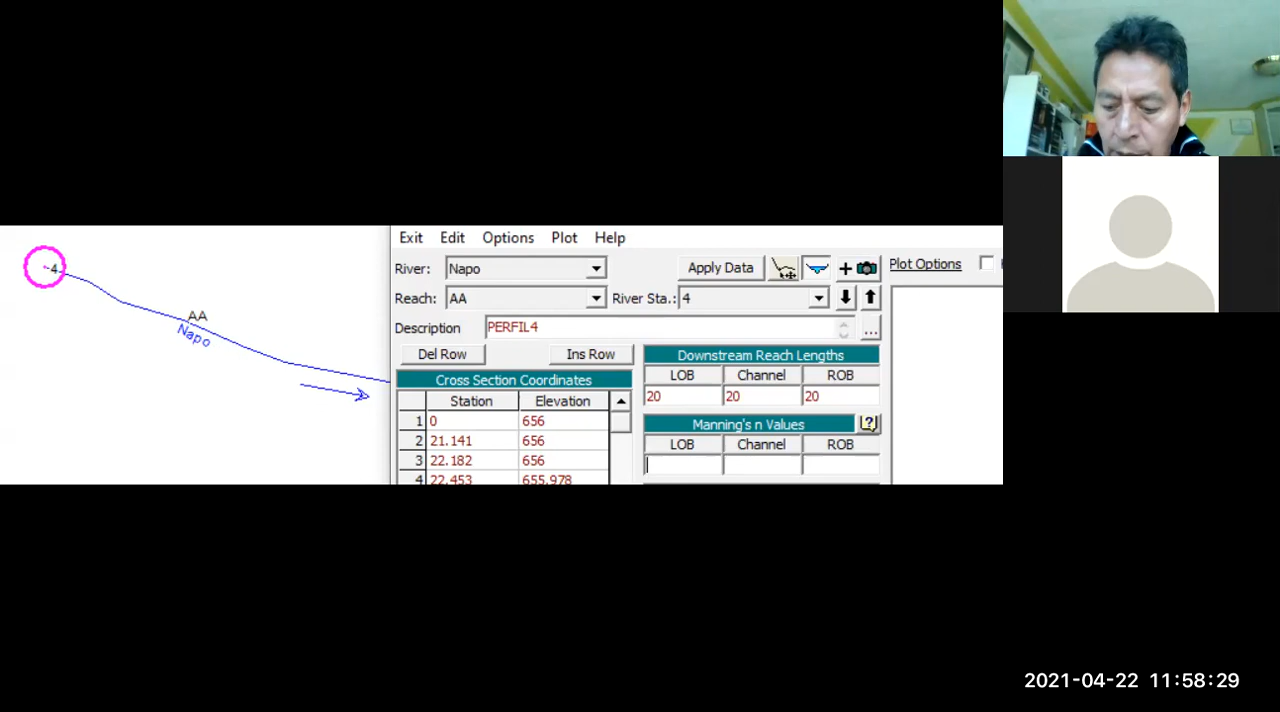 Exit Edit Options Plot Help
River: Napo Apply Data + Plot Options
Reach: AA River Sta.: 4
Description PERFIL4 ...
Del Row Ins Row Downstream Reach Lengths
LOB Channel ROB
Cross Section Coordinates 20 20 20
Station Elevation
1 0 656 Manning's n Values ?
2 21.141 656 LOB Channel ROB
3 22.182 656
4 22.453 655.978
4
AA
Napo
2021-04-22 11:58:29